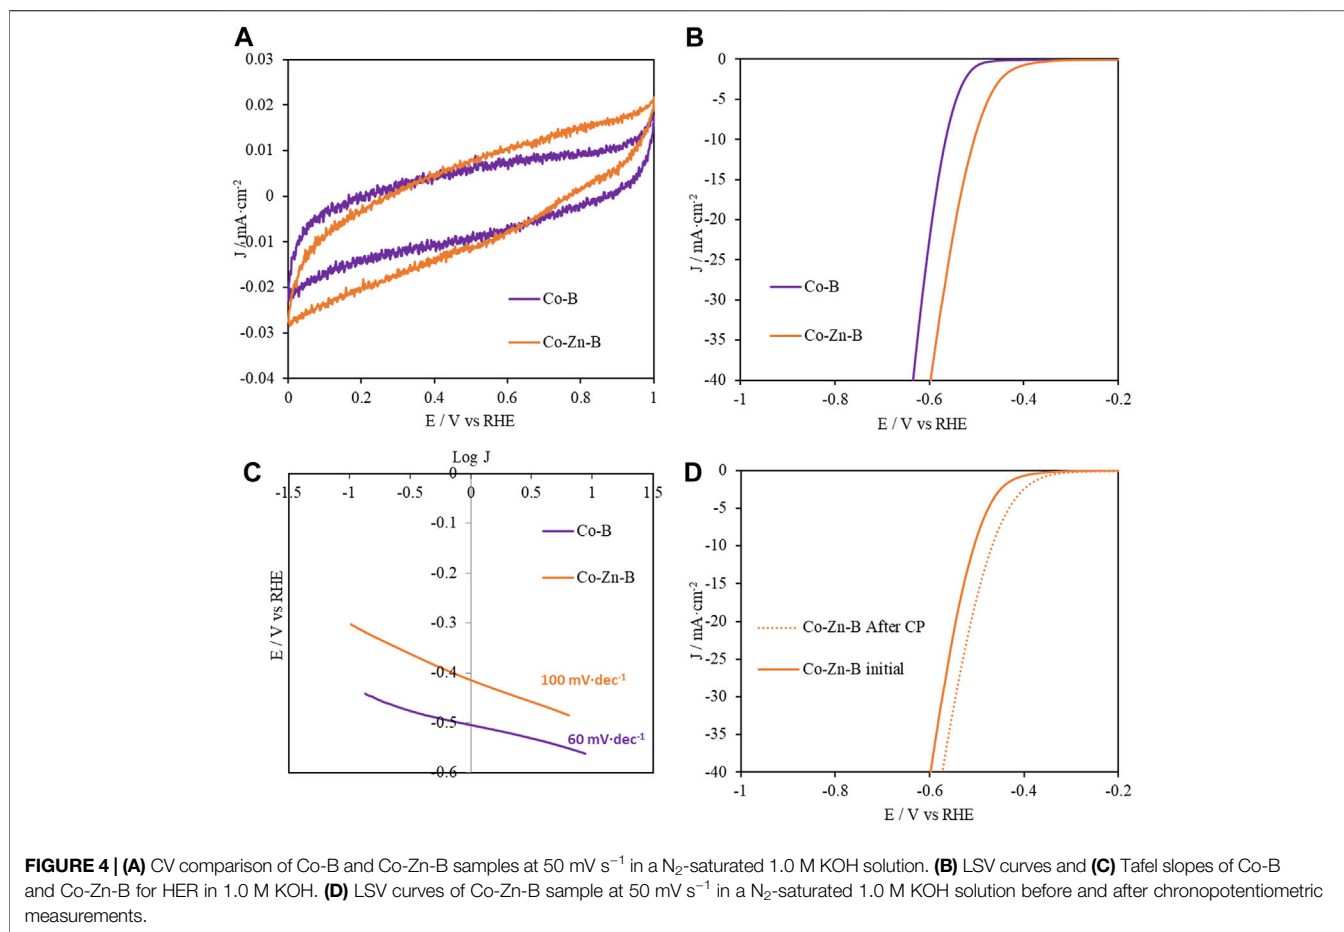 A
0.03
0.02
0.01
0
-0.01
-0.02
-0.03
-0.04
J / mA·cm⁻²
0 0.2 0.4 0.6 0.8 1
E / V vs RHE
Co-B
Co-Zn-B
B
0
-5
-10
-15
-20
-25
-30
-35
-40
J / mA·cm⁻²
-1 -0.8 -0.6 -0.4 -0.2
E / V vs RHE
Co-B
Co-Zn-B
C
Log J
-1.5 -1 -0.5 0 0.5 1 1.5
0
-0.1
-0.2
-0.3
-0.4
-0.5
-0.6
E / V vs RHE
Co-B
Co-Zn-B
100 mV·dec⁻¹
60 mV·dec⁻¹
D
0
-5
-10
-15
-20
-25
-30
-35
-40
J / mA·cm⁻²
-1 -0.8 -0.6 -0.4 -0.2
E / V vs RHE
Co-Zn-B After CP
Co-Zn-B initial
FIGURE 4 | (A) CV comparison of Co-B and Co-Zn-B samples at 50 mV s⁻¹ in a N₂-saturated 1.0 M KOH solution. (B) LSV curves and (C) Tafel slopes of Co-B
and Co-Zn-B for HER in 1.0 M KOH. (D) LSV curves of Co-Zn-B sample at 50 mV s⁻¹ in a N₂-saturated 1.0 M KOH solution before and after chronopotentiometric
measurements.